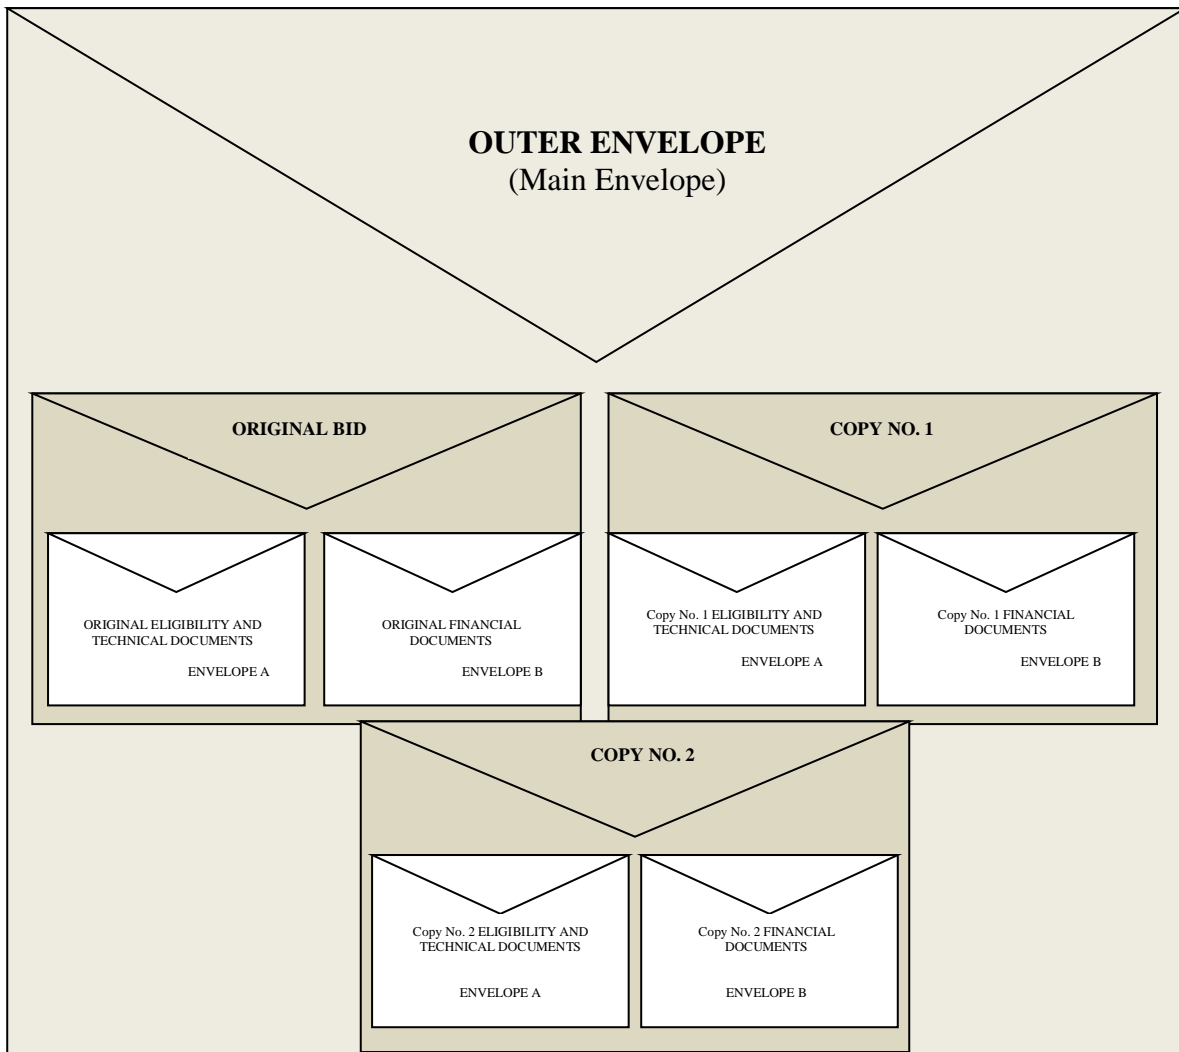 OUTER ENVELOPE
(Main Envelope)
ORIGINAL BID
ORIGINAL ELIGIBILITY AND
TECHNICAL DOCUMENTS
ENVELOPE A
ORIGINAL FINANCIAL
DOCUMENTS
ENVELOPE B
COPY NO. 1
Copy No. 1 ELIGIBILITY AND
TECHNICAL DOCUMENTS
ENVELOPE A
Copy No. 1 FINANCIAL
DOCUMENTS
ENVELOPE B
COPY NO. 2
Copy No. 2 ELIGIBILITY AND
TECHNICAL DOCUMENTS
ENVELOPE A
Copy No. 2 FINANCIAL
DOCUMENTS
ENVELOPE B